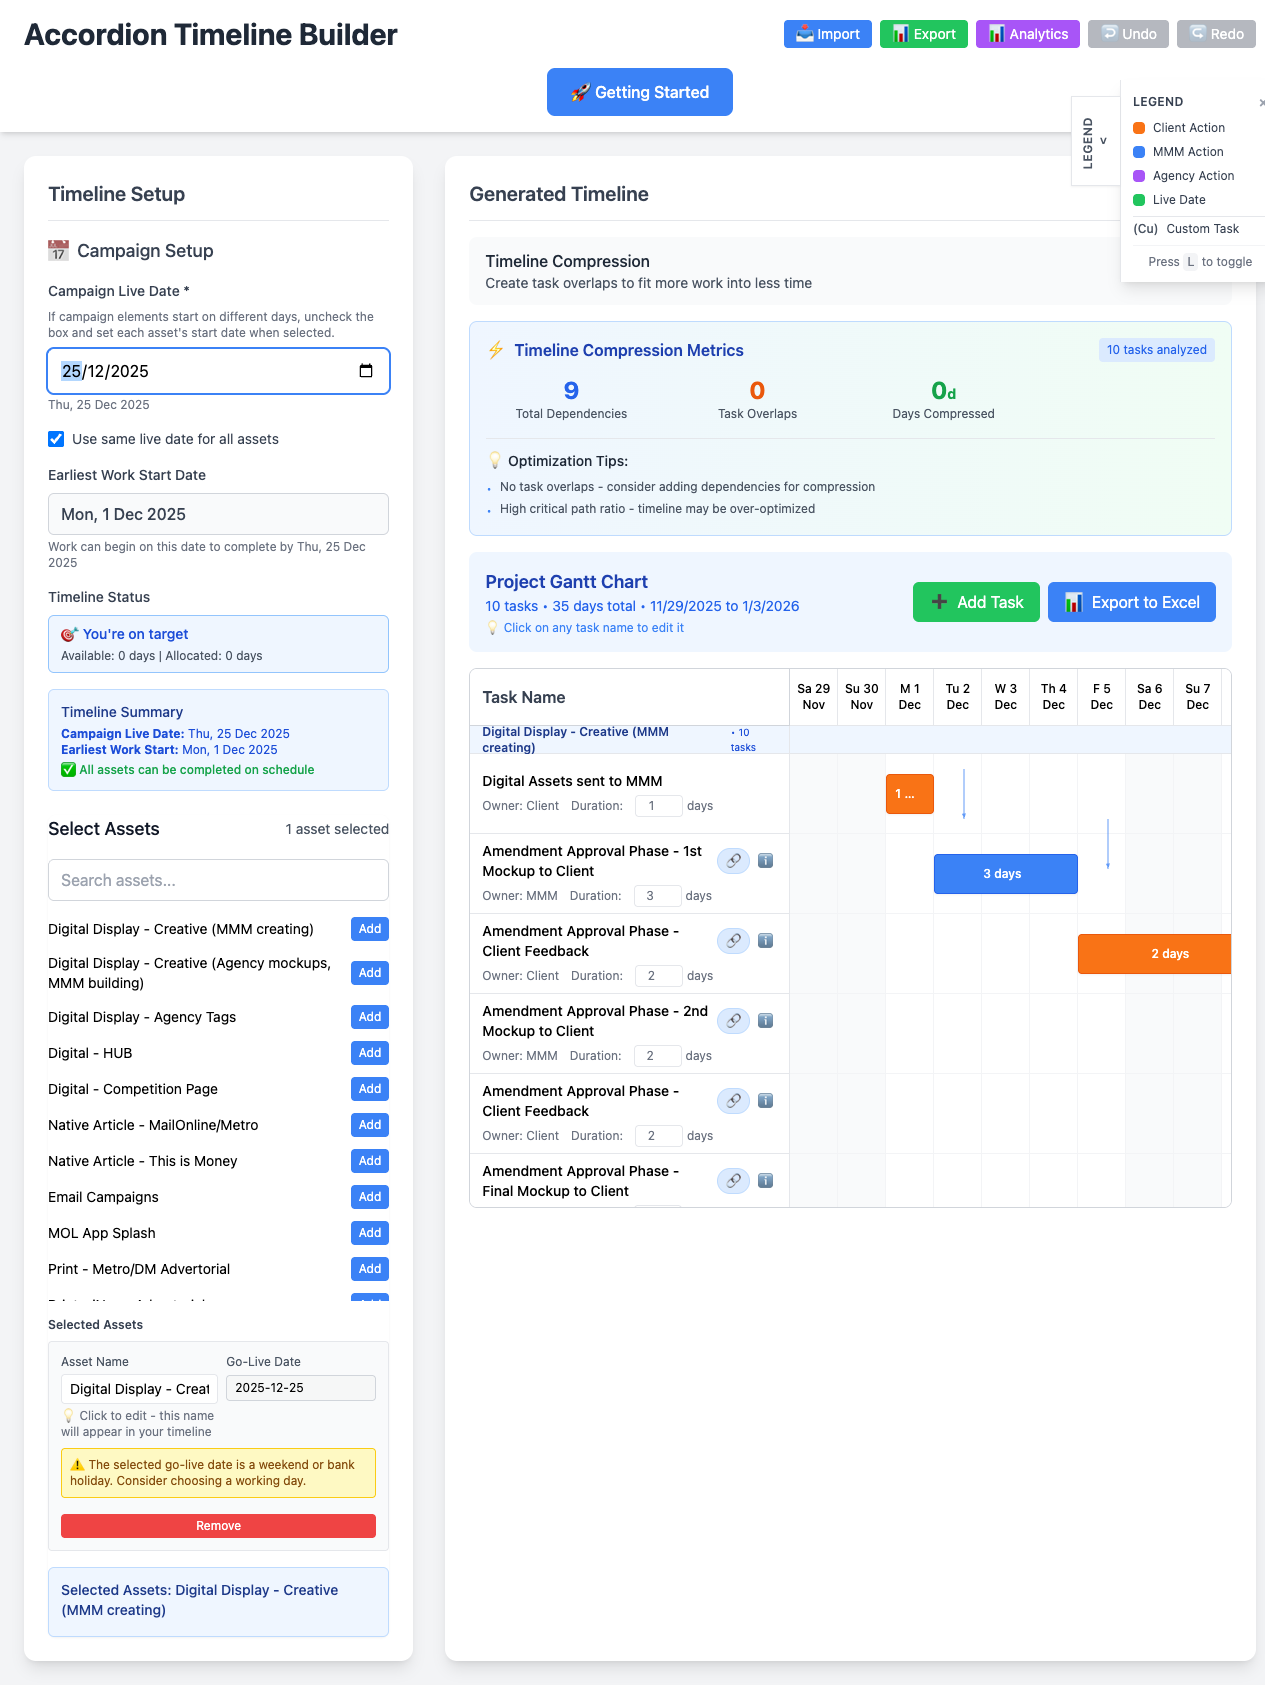 Accordion Timeline Builder
Import
Export
Analytics
Undo
Redo
Getting Started
LEGEND
LEGEND ×
Client Action
MMM Action
Agency Action
Live Date
(Cu) Custom Task
Press L to toggle
Timeline Setup
Campaign Setup
Campaign Live Date *
If campaign elements start on different days, uncheck the
box and set each asset's start date when selected.
25/12/2025
Thu, 25 Dec 2025
Use same live date for all assets
Earliest Work Start Date
Mon, 1 Dec 2025
Work can begin on this date to complete by Thu, 25 Dec
2025
Timeline Status
You're on target
Available: 0 days | Allocated: 0 days
Timeline Summary
Campaign Live Date: Thu, 25 Dec 2025
Earliest Work Start: Mon, 1 Dec 2025
All assets can be completed on schedule
Select Assets
1 asset selected
Search assets...
Digital Display - Creative (MMM creating) Add
Digital Display - Creative (Agency mockups,
MMM building) Add
Digital Display - Agency Tags Add
Digital - HUB Add
Digital - Competition Page Add
Native Article - MailOnline/Metro Add
Native Article - This is Money Add
Email Campaigns Add
MOL App Splash Add
Print - Metro/DM Advertorial Add
Selected Assets
Asset Name
Go-Live Date
Digital Display - Creat
2025-12-25
Click to edit - this name
will appear in your timeline
The selected go-live date is a weekend or bank
holiday. Consider choosing a working day.
Remove
Selected Assets: Digital Display - Creative
(MMM creating)
Generated Timeline
Timeline Compression
Create task overlaps to fit more work into less time
Timeline Compression Metrics
10 tasks analyzed
9
Total Dependencies
0
Task Overlaps
0d
Days Compressed
Optimization Tips:
• No task overlaps - consider adding dependencies for compression
• High critical path ratio - timeline may be over-optimized
Project Gantt Chart
10 tasks • 35 days total • 11/29/2025 to 1/3/2026
Click on any task name to edit it
Add Task
Export to Excel
Task Name
Sa 29 Nov
Su 30 Nov
M 1 Dec
Tu 2 Dec
W 3 Dec
Th 4 Dec
F 5 Dec
Sa 6 Dec
Su 7 Dec
Digital Display - Creative (MMM
creating)
• 10
tasks
Digital Assets sent to MMM
Owner: Client Duration: 1 days
1 ...
Amendment Approval Phase - 1st
Mockup to Client
Owner: MMM Duration: 3 days
3 days
Amendment Approval Phase -
Client Feedback
Owner: Client Duration: 2 days
2 days
Amendment Approval Phase - 2nd
Mockup to Client
Owner: MMM Duration: 2 days
Amendment Approval Phase -
Client Feedback
Owner: Client Duration: 2 days
Amendment Approval Phase -
Final Mockup to Client